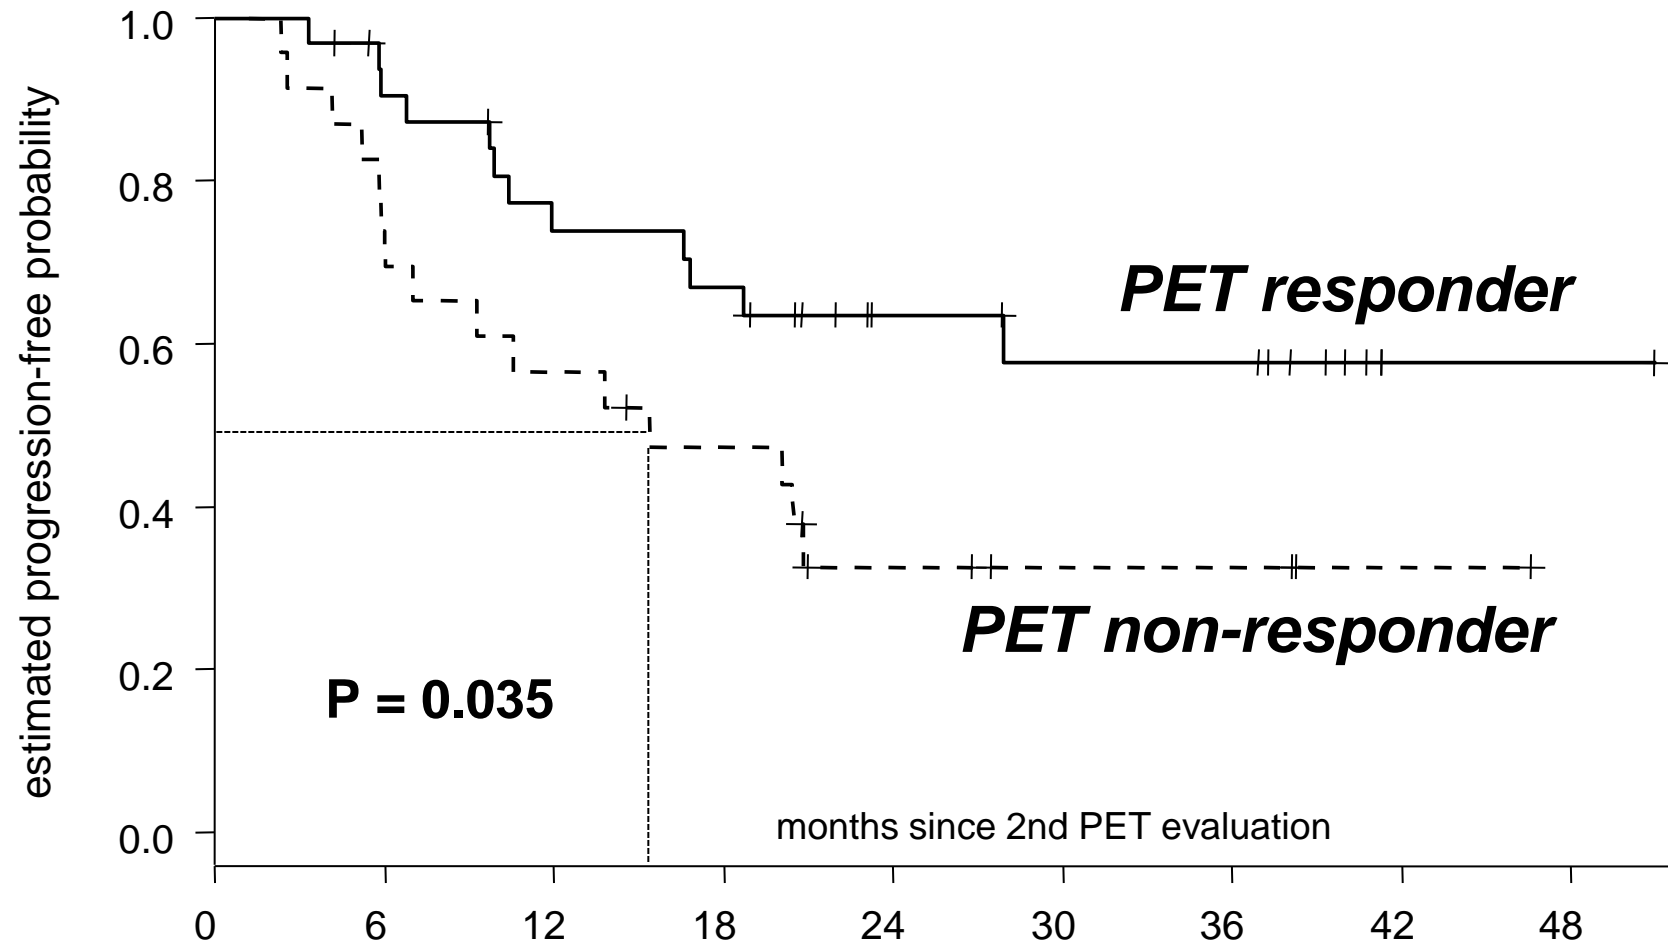 estimated progression-free probability
1.0
0.8
0.6
0.4
0.2
0.0
PET responder
PET non-responder
P = 0.035
months since 2nd PET evaluation
0 6 12 18 24 30 36 42 48